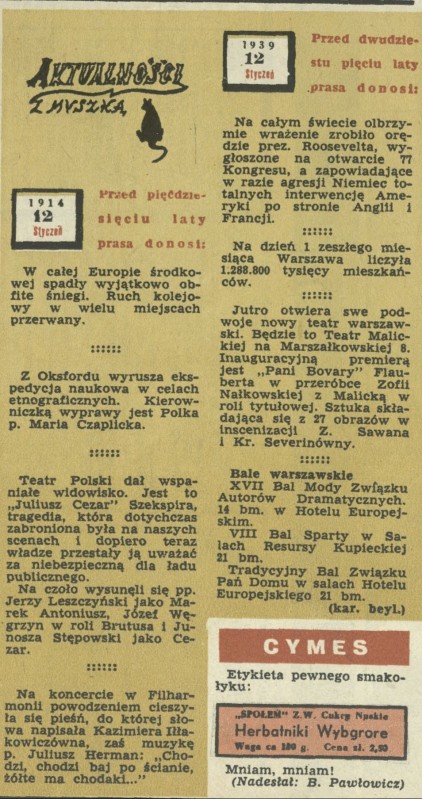 AKTUALNOŚCI
Z MYSZKĄ
1914
12
Styczeń
Przed pięćdzie-
sięciu laty
prasa donosi:
W całej Europie środko-
wej spadły wyjątkowo ob-
fite śniegi. Ruch kolejo-
wy w wielu miejscach
przerwany.
::::::
Z Oksfordu wyrusza eks-
pedycja naukowa w celach
etnograficznych. Kierow-
niczką wyprawy jest Polka
p. Maria Czaplicka.
::::::
Teatr Polski dał wspa-
niałe widowisko. Jest to
„Juliusz Cezar" Szekspira,
tragedia, która dotychczas
zabroniona była na naszych
scenach i dopiero teraz
władze przestały ją uważać
za niebezpieczną dla ładu
publicznego.
Na czoło wysunęli się pp.
Jerzy Leszczyński jako Ma-
rek Antoniusz, Józef Wę-
grzyn w roli Brutusa i Ju-
nosza Stępowski jako Ce-
zar.
::::::
Na koncercie w Filhar-
monii powodzeniem cieszy-
ła się pieśń, do której sło-
wa napisała Kazimiera Iłła-
kowiczówna, zaś muzykę
p. Juliusz Herman: „Cho-
dzi, chodzi baj po ścianie,
żółte ma chodaki..."
1939
12
Styczeń
Przed dwudzie-
stu pięciu laty
prasa donosi:
Na całym świecie olbrzy-
mie wrażenie zrobiło orę-
dzie prez. Roosevelta, wy-
głoszone na otwarcie 77
Kongresu, a zapowiadające
w razie agresji Niemiec to-
talnych interwencję Ame-
ryki po stronie Anglii i
Francji.
::::::
Na dzień 1 zeszłego mie-
siąca Warszawa liczyła
1.288.800 tysięcy mieszkań-
ców.
::::::
Jutro otwiera swe pod-
woje nowy teatr warszaw-
ski. Będzie to Teatr Malic-
kiej na Marszałkowskiej 8.
Inauguracyjną premierą
jest „Pani Bovary" Flau-
berta w przeróbce Zofii
Nałkowskiej z Malicką w
roli tytułowej. Sztuka skła-
dająca się z 27 obrazów w
inscenizacji Z. Sawana
i Kr. Severinówny.
::::::
Bale warszawskie
XVII Bal Mody Związku
Autorów Dramatycznych.
14 bm. w Hotelu Europej-
skim.
VIII Bal Sparty w Sa-
lach Resursy Kupieckiej
21 bm.
Tradycyjny Bal Związku
Pań Domu w salach Hotelu
Europejskiego 21 bm.
(kar. beyl.)
CYMES
Etykieta pewnego smako-
łyku:
„SPOŁEM" Z.W. Cukry Npskie
Herbatniki Wybgrore
Waga ca 100 g. Cena zł. 2,80
Mniam, mniam!
(Nadesłał: B. Pawłowicz)